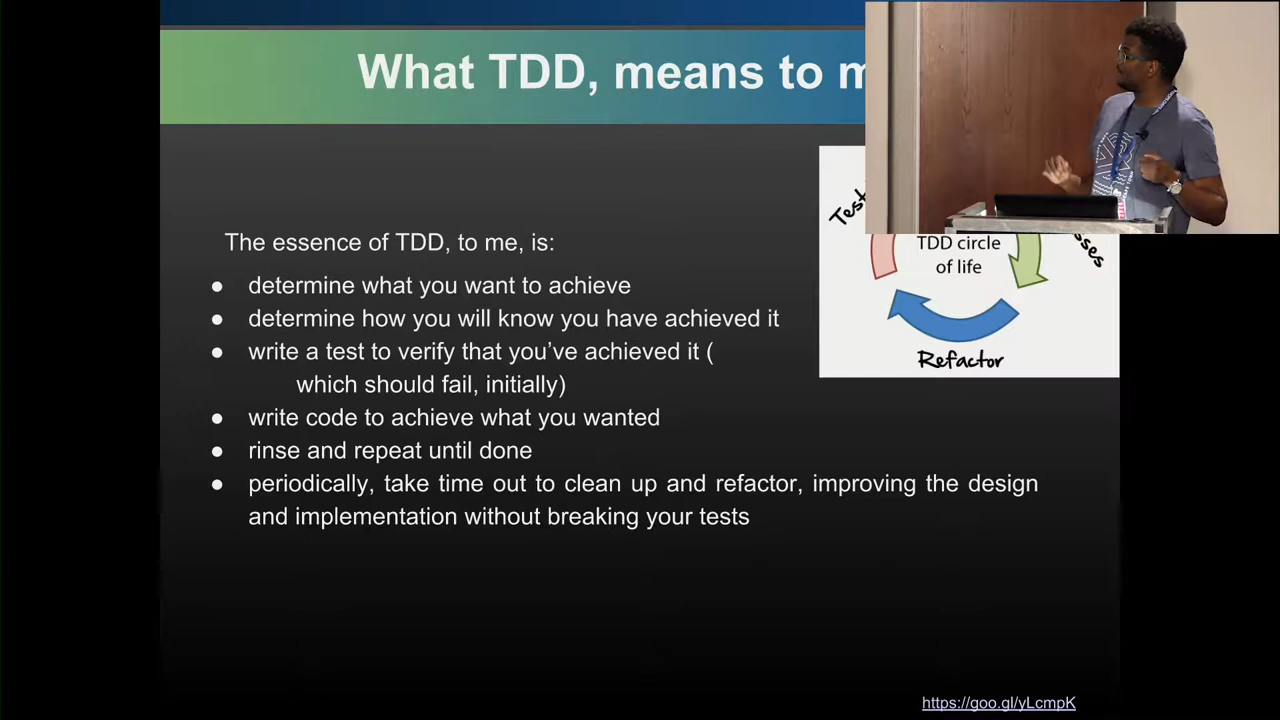 What TDD, means to
The essence of TDD, to me, is:
● determine what you want to achieve
● determine how you will know you have achieved it
● write a test to verify that you’ve achieved it (
which should fail, initially)
● write code to achieve what you wanted
● rinse and repeat until done
● periodically, take time out to clean up and refactor, improving the design
and implementation without breaking your tests
TDD circle
of life
Refactor
https://goo.gl/yLcmpK